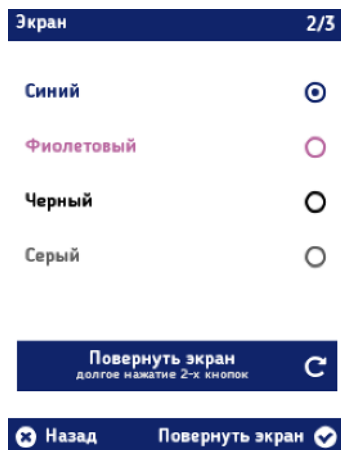 Экран 2/3
Синий
Фиолетовый
Черный
Серый
Повернуть экран
долгое нажатие 2-х кнопок
Назад Повернуть экран